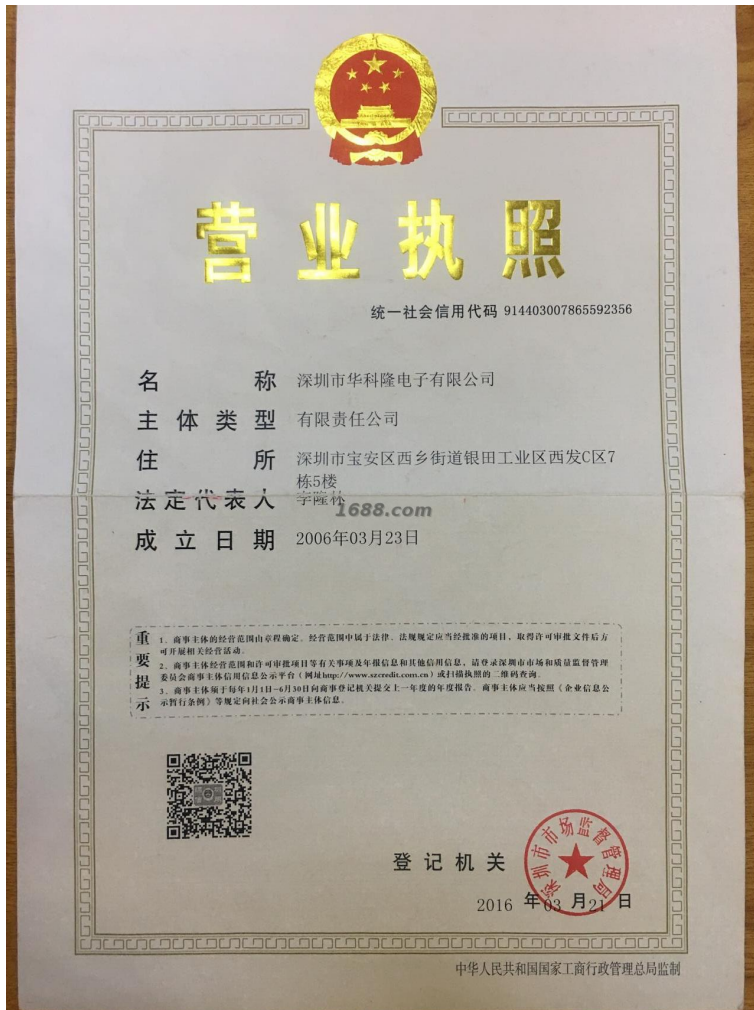 营业执照
统一社会信用代码 914403007865592356
名称 深圳市华科隆电子有限公司
主体类型 有限责任公司
住所 深圳市宝安区西乡街道银田工业区西发C区7
栋5楼
法定代表人 李隆林
1688.com
成立日期 2006年03月23日
重要提示
1、商事主体的经营范围由章程确定。经营范围中属于法律、法规规定应当经批准的项目，取得许可审批文件后方
可开展相关经营活动。
2、商事主体经营范围和许可审批项目等有关事项及年报信息和其他信用信息，请登录深圳市市场和质量监督管理
委员会商事主体信用信息公示平台（网址http://www.szcredit.com.cn）或扫描执照的二维码查询。
3、商事主体须于每年1月1日-6月30日向商事登记机关提交上一年度的年度报告。商事主体应当按照《企业信息公
示暂行条例》等规定向社会公示商事主体信息。
深圳市市场监督管理局
登记机关
2016 年03 月21 日
中华人民共和国国家工商行政管理总局监制